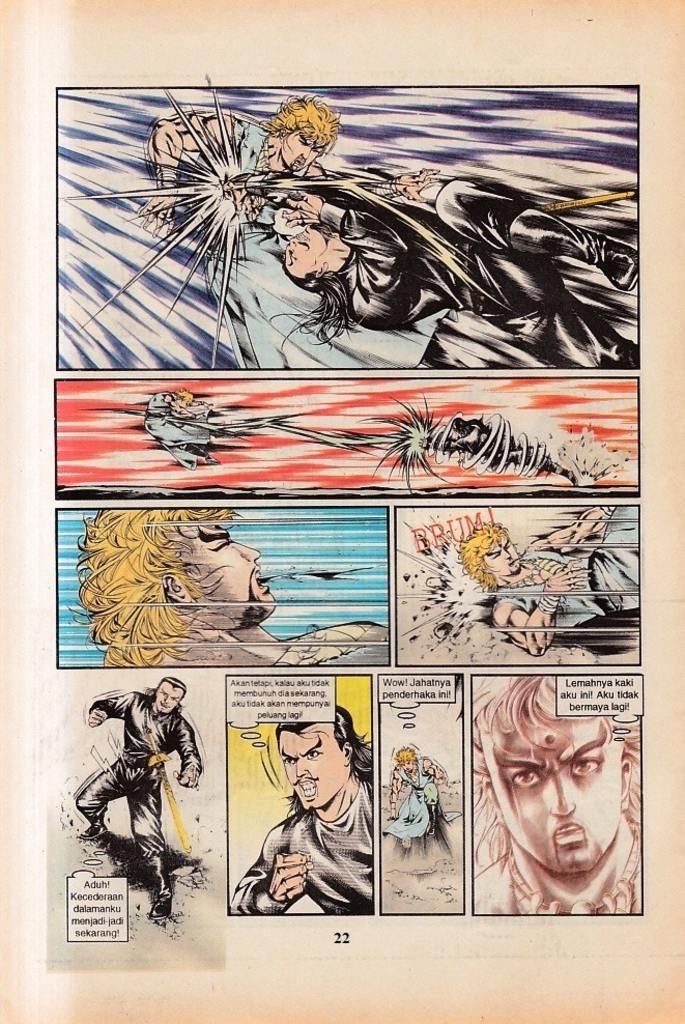 BRUM!
Aduh!
Kecederaan
dalamanku
menjadi-jadi
sekarang!
Akan tetapi, kalau aku tidak
membunuh dia sekarang,
aku tidak akan mempunyai
peluang lagi!
Wow! Jahatnya
penderhaka ini!
Lemahnya kaki
aku ini! Aku tidak
bermaya lagi!
22